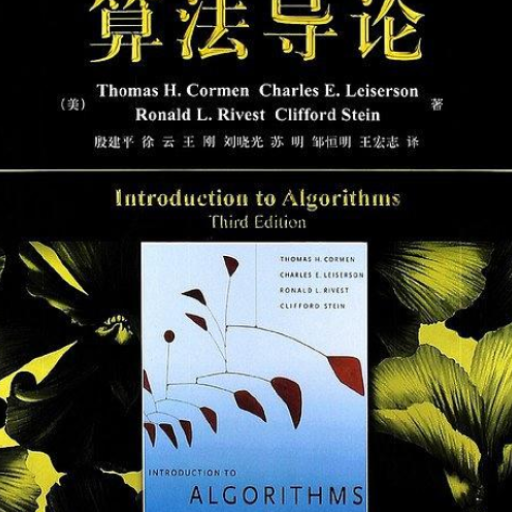 算法导论
(美) Thomas H. Cormen Charles E. Leiserson
Ronald L. Rivest Clifford Stein 著
殷建平 徐 云 王 刚 刘晓光 苏 明 邹恒明 王宏志 译
Introduction to Algorithms
Third Edition
THOMAS H. CORMEN
CHARLES E. LEISERSON
RONALD L. RIVEST
CLIFFORD STEIN
INTRODUCTION TO
ALGORITHMS